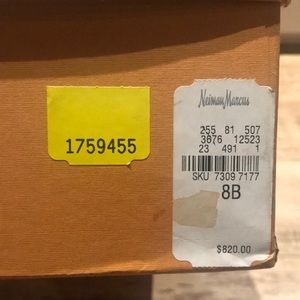 1759455
Neiman Marcus
255 81 507
3676 12523
23 491 1
SKU 7309 7177
8B
$820.00